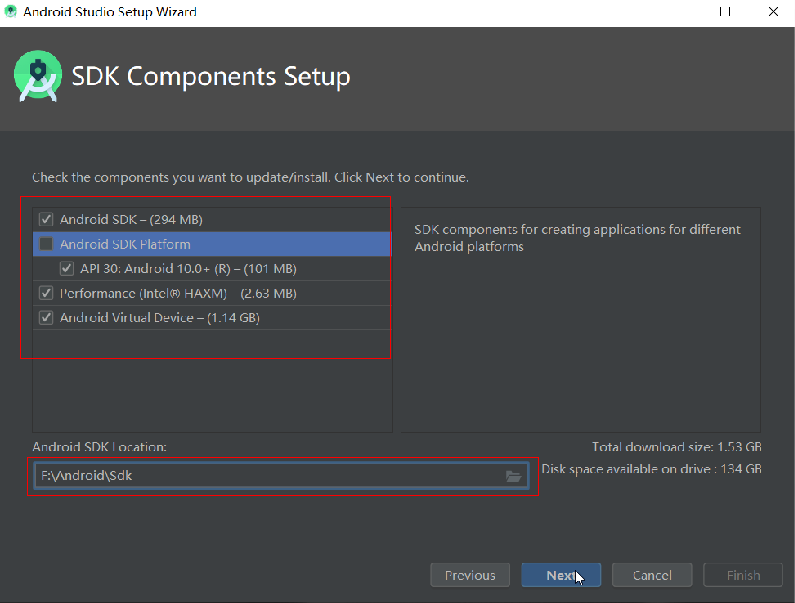 Android Studio Setup Wizard
SDK Components Setup
Check the components you want to update/install. Click Next to continue.
Android SDK – (294 MB)
Android SDK Platform
API 30: Android 10.0+ (R) – (101 MB)
Performance (Intel® HAXM) – (2.63 MB)
Android Virtual Device – (1.14 GB)
SDK components for creating applications for different
Android platforms
Android SDK Location:
F:\Android\Sdk
Total download size: 1.53 GB
Disk space available on drive : 134 GB
Previous
Next
Cancel
Finish